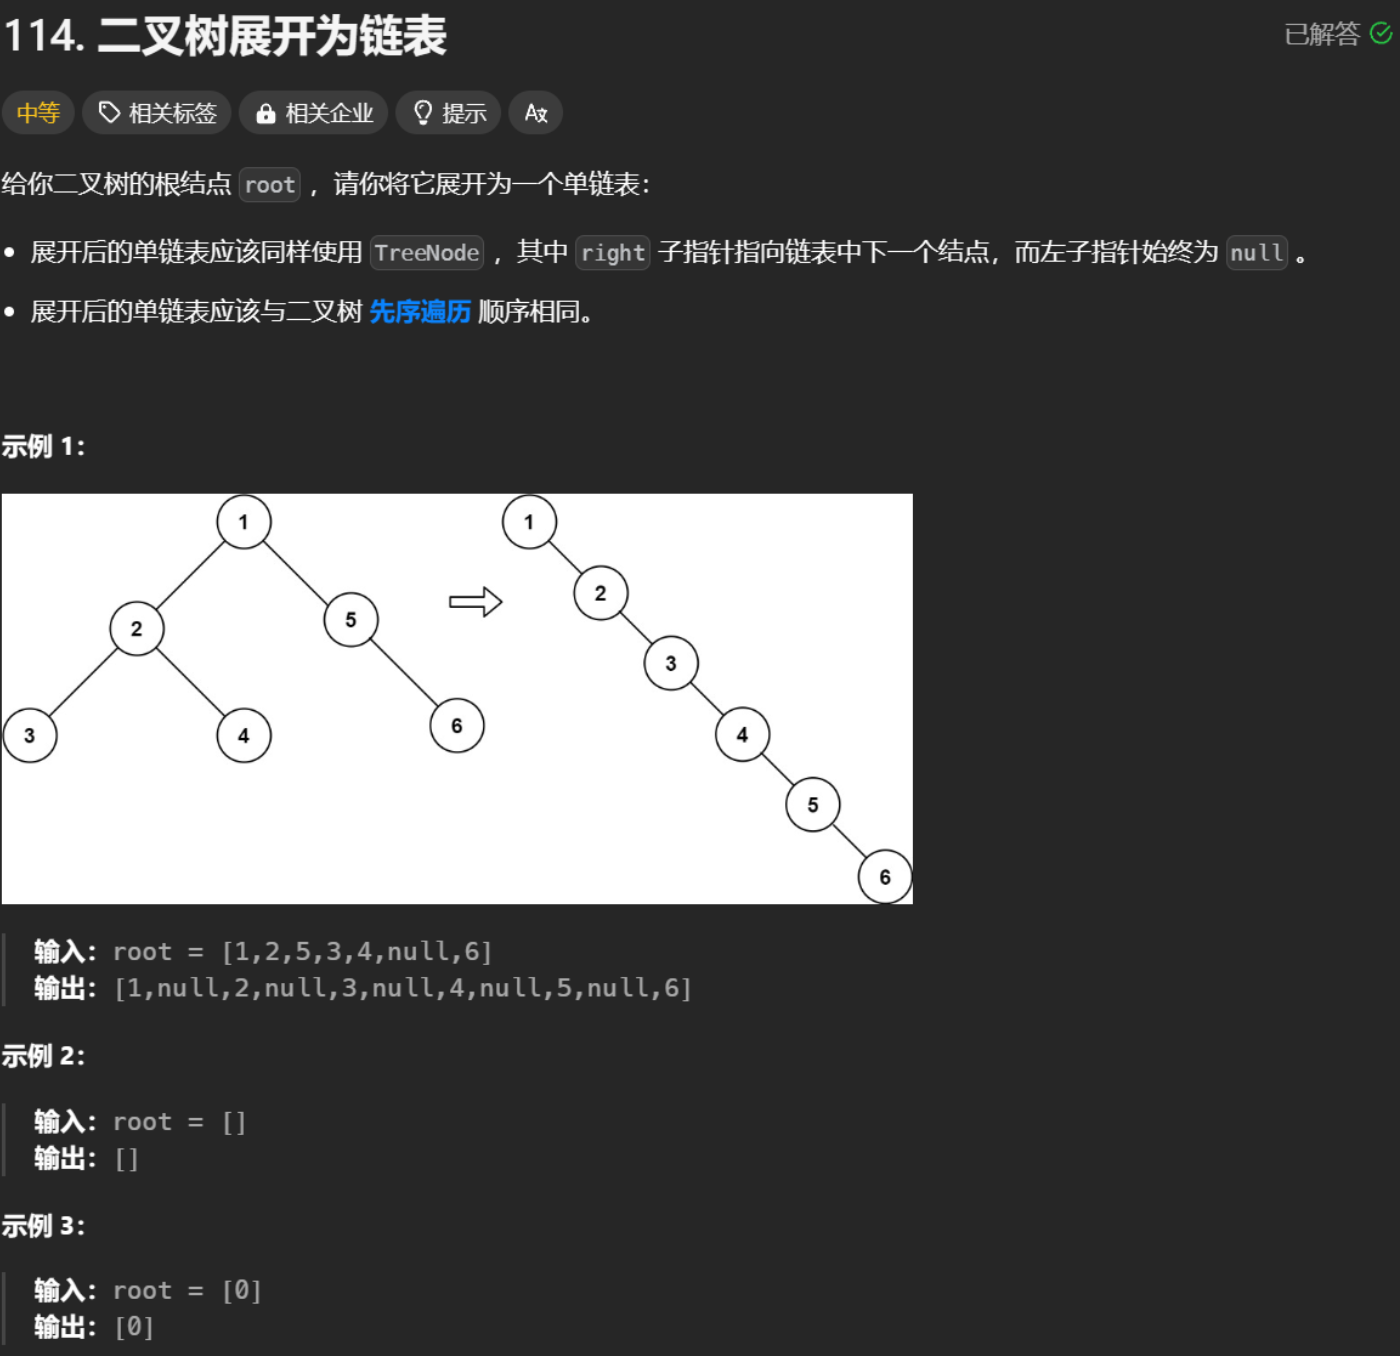 114. 二叉树展开为链表
已解答
中等 相关标签 相关企业 提示 A文
给你二叉树的根结点 root ，请你将它展开为一个单链表：
展开后的单链表应该同样使用 TreeNode ，其中 right 子指针指向链表中下一个结点，而左子指针始终为 null 。
展开后的单链表应该与二叉树 先序遍历 顺序相同。
示例 1：
1
1
2
2
5
3
3
4
6
4
5
6
输入：root = [1,2,5,3,4,null,6]
输出：[1,null,2,null,3,null,4,null,5,null,6]
示例 2：
输入：root = []
输出：[]
示例 3：
输入：root = [0]
输出：[0]